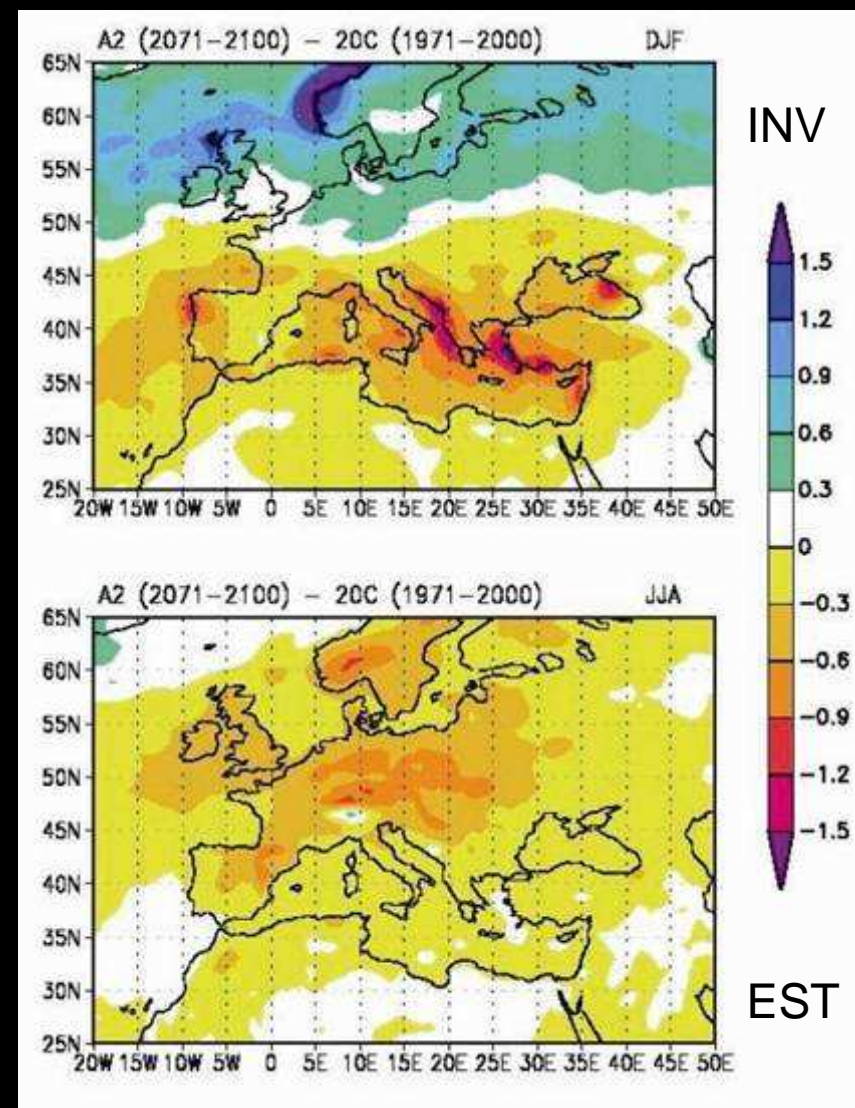 A2 (2071-2100) - 20C (1971-2000) DJF
65N
60N
55N
50N
45N
40N
35N
30N
25N
20W 15W 10W 5W 0 5E 10E 15E 20E 25E 30E 35E 40E 45E 50E
INV
1.5
1.2
0.9
0.6
0.3
0
-0.3
-0.6
-0.9
-1.2
-1.5
A2 (2071-2100) - 20C (1971-2000) JJA
65N
60N
55N
50N
45N
40N
35N
30N
25N
20W 15W 10W 5W 0 5E 10E 15E 20E 25E 30E 35E 40E 45E 50E
EST